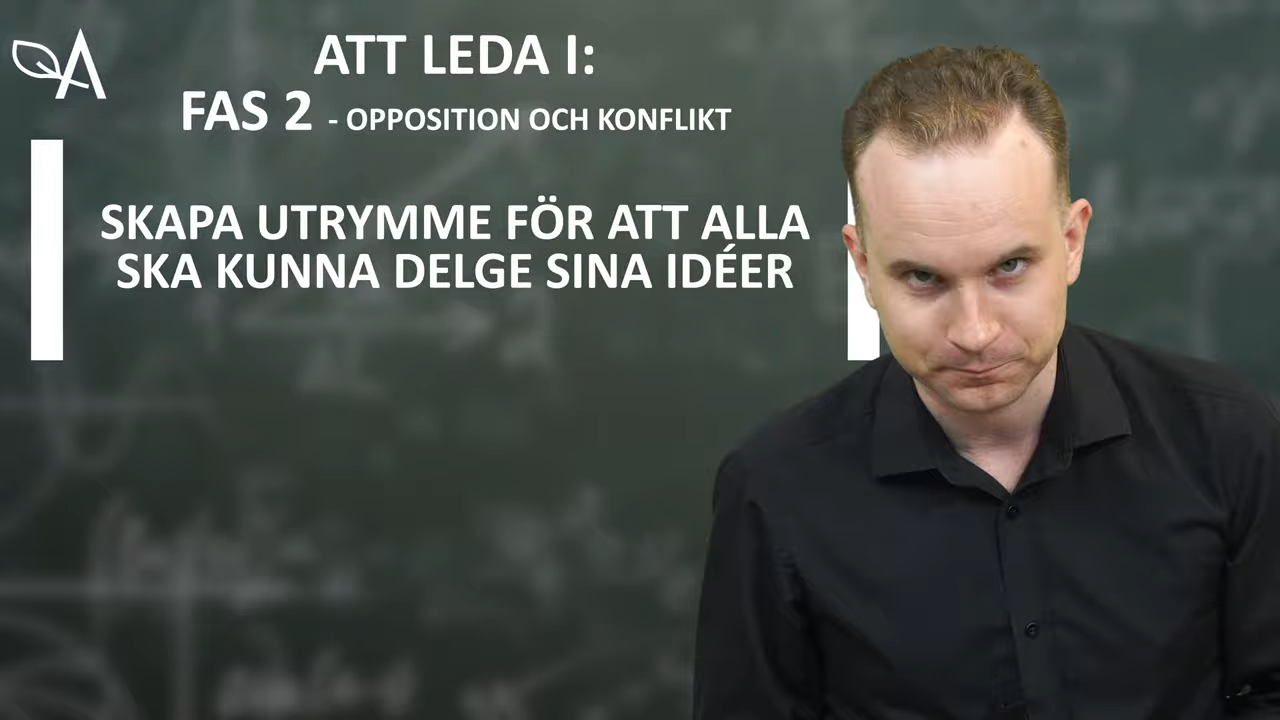 ATT LEDA I:
FAS 2 - OPPOSITION OCH KONFLIKT
SKAPA UTRYMME FÖR ATT ALLA
SKA KUNNA DELGE SINA IDÉER